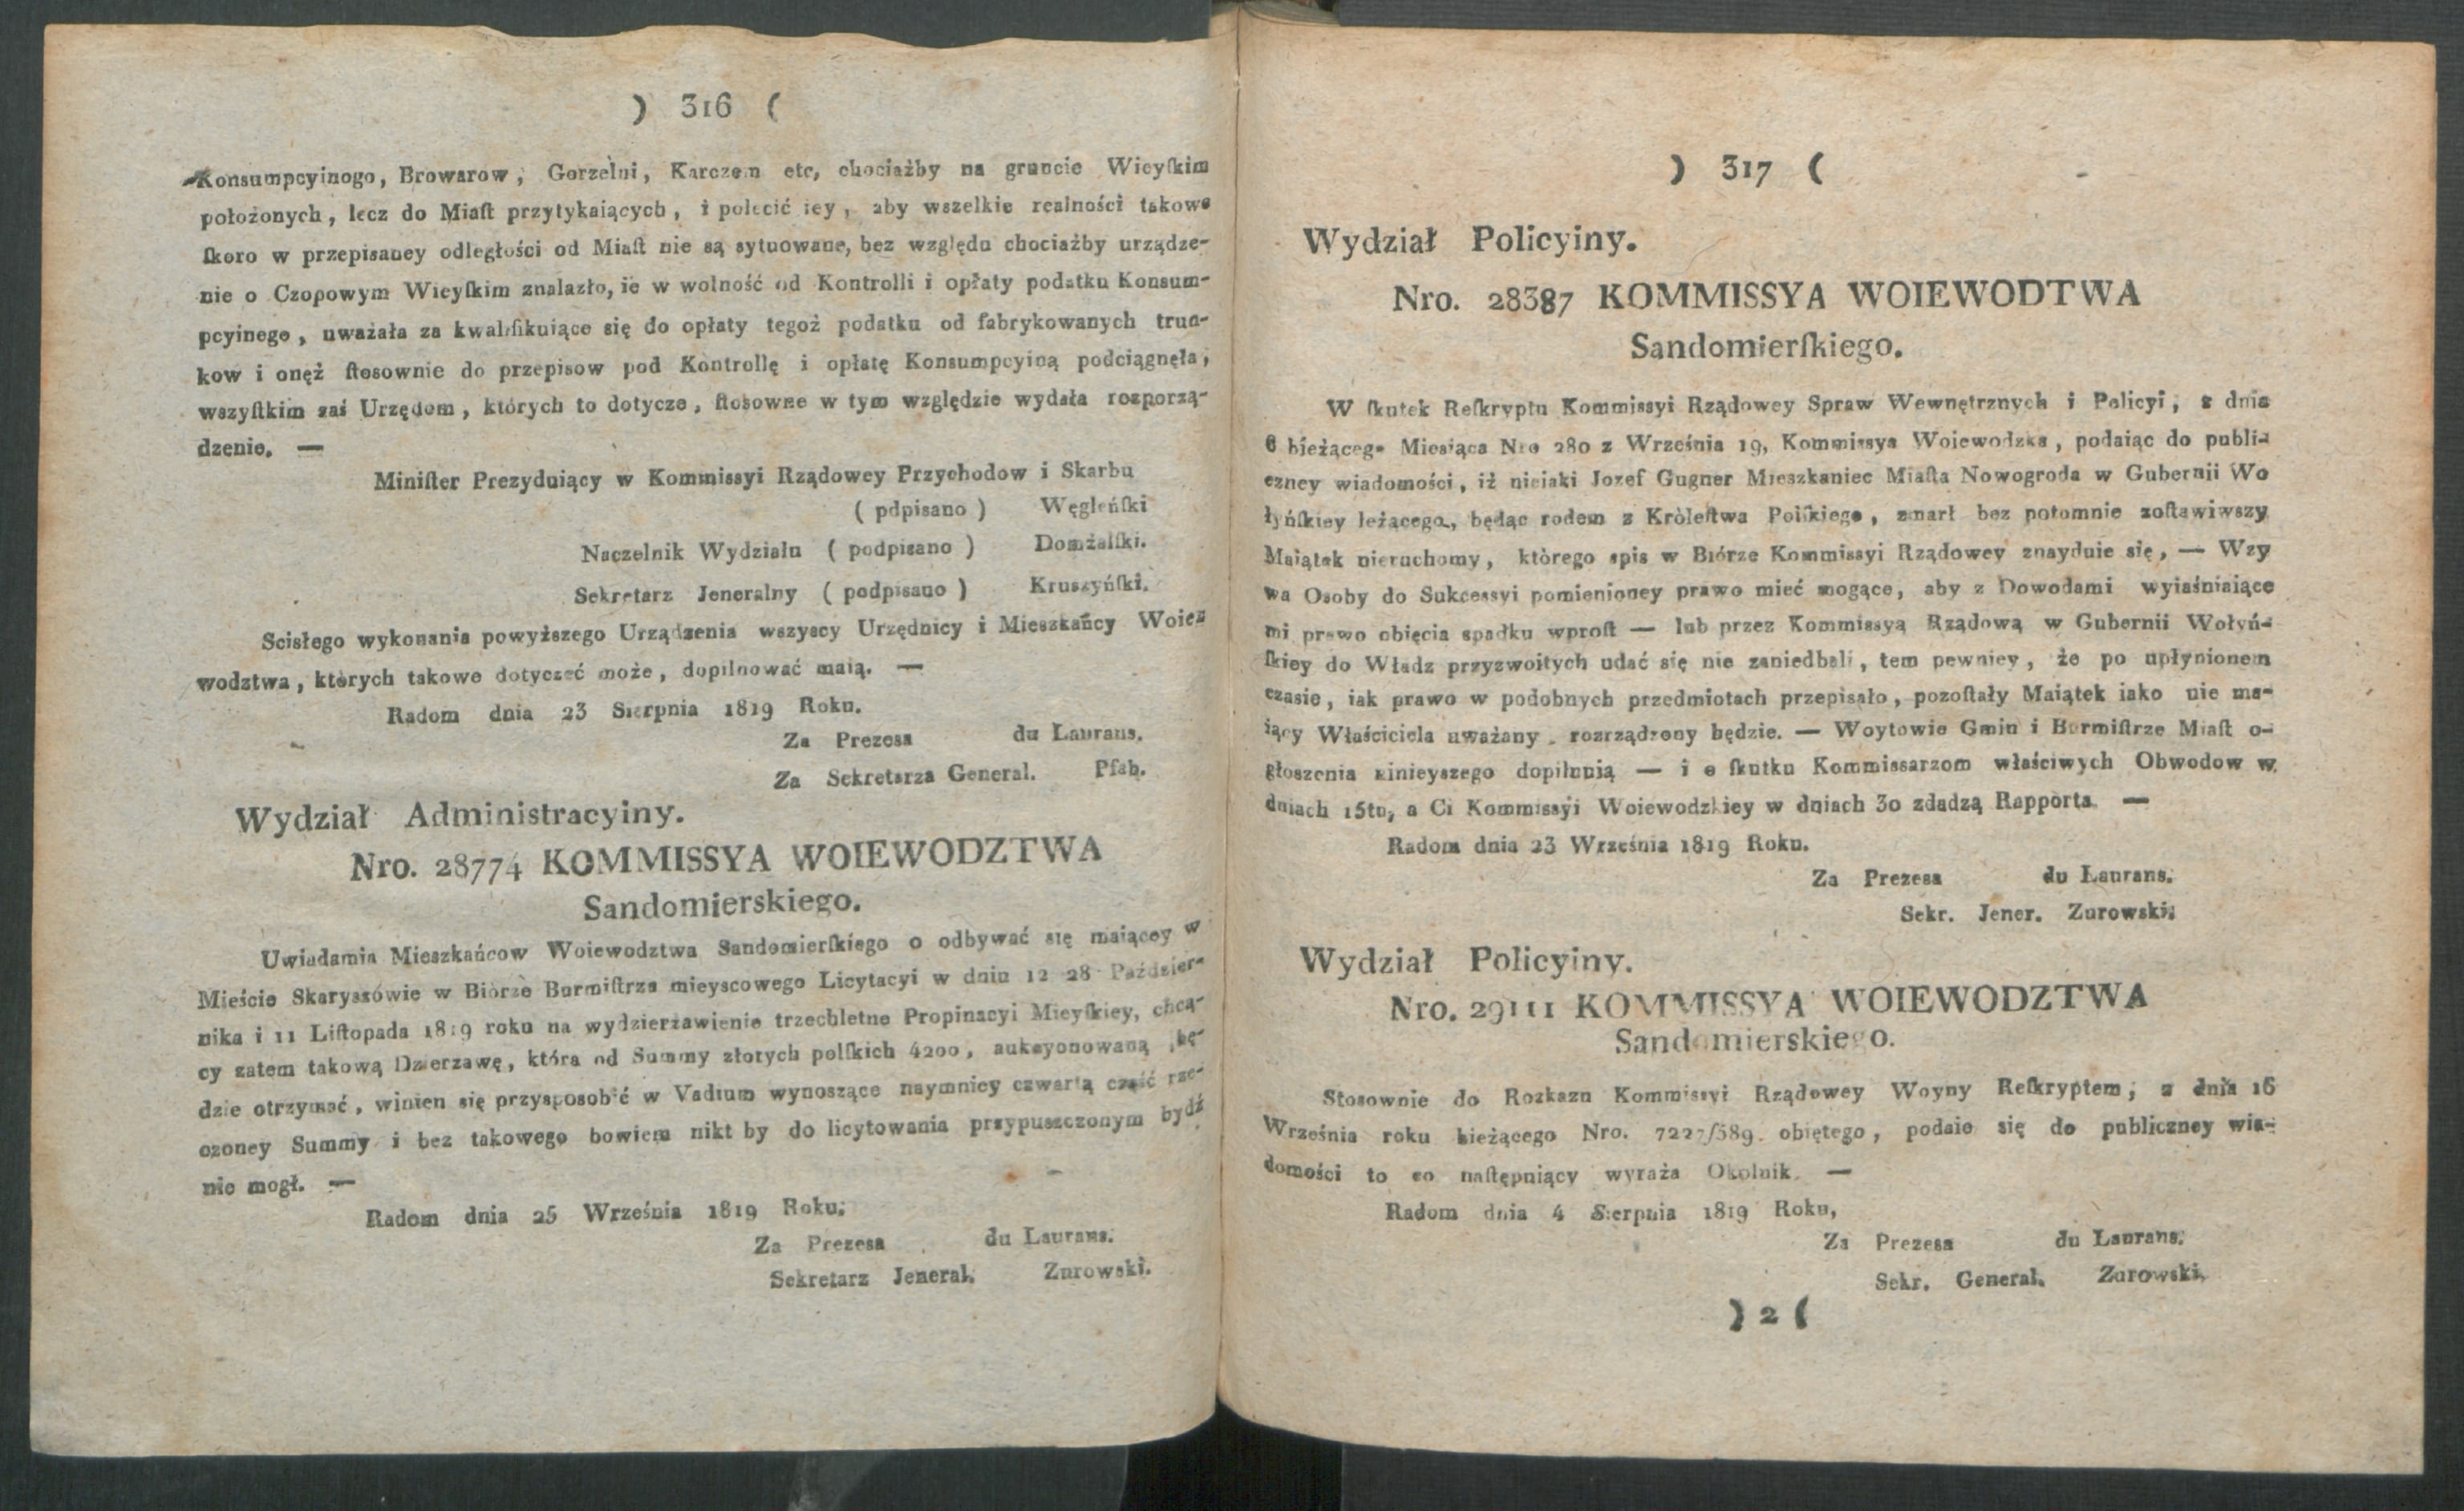 ) 316 (
Konsumpcyinogo, Browarow, Gorzelni, Karczem etc, chociażby na gruncie Wieyſkim
położonych, lecz do Miaſt przytykaiących, i polecić iey, aby wszelkie realności takowe
ſkoro w przepisaney odległości od Miaſt nie są sytuowane, bez względu chociażby urządze-
nie o Czopowym Wieyſkim znalazło, ie w wolność od Kontrolli i opłaty podatku Konsum-
pcyinego, uważała za kwalifikuiące się do opłaty tegoż podatku od fabrykowanych trun-
kow i onęż ſtosownie do przepisow pod Kontrollę i opłatę Konsumpcyiną podciągnęła,
wszyſtkim zaś Urzędom, których to dotycze, ſtosowne w tym względzie wydała rozporzą-
dzenie. —
Miniſter Prezyduiący w Kommissyi Rządowey Przychodow i Skarbu
( pdpisano ) Węgleńſki
Naczelnik Wydziału ( podpisano ) Domżalſki.
Sekretarz Jeneralny ( podpisano ) Kruszyńſki.
Scisłego wykonania powyższego Urządzenia wszyscy Urzędnicy i Mieszkańcy Woie-
wodztwa, których takowe dotyczeć może, dopilnować maią. —
Radom dnia 23 Sierpnia 1819 Roku.
Za Prezesa du Laurans.
Za Sekretarza General. Pfab.
Wydział Administracyiny.
Nro. 28774 KOMMISSYA WOIEWODZTWA
Sandomierskiego.
Uwiadamia Mieszkańcow Woiewodztwa Sandomierſkiego o odbywać się maiącey w
Mieście Skaryszówie w Biòrze Burmiſtrza mieyscowego Licytacyi w dniu 12 28 Paździer-
nika i 11 Liſtopada 1819 roku na wydzierżawienie trzechletne Propinacyi Mieyſkiey, chcą-
cy zatem takową Dzierzawę, która od Summy złotych polſkich 4200, aukcyonowaną bę-
dzie otrzymać, winien się przysposobić w Vadium wynoszące naymniey czwartą część rze-
czoney Summy i bez takowego bowiem nikt by do licytowania przypuszczonym bydź
nie mogł. —
Radom dnia 25 Września 1819 Roku.
Za Prezesa du Laurans.
Sekretarz Jeneral. Zurowski.
) 317 (
Wydział Policyiny.
Nro. 28387 KOMMISSYA WOIEWODTWA
Sandomierſkiego.
W ſkutek Reſkryptu Kommissyi Rządowey Spraw Wewnętrznych i Policyi, z dnia
6 bieżącego Miesiąca Nro 280 z Września 19, Kommissya Woiewodzka, podaiąc do publi-
czney wiadomości, iż nieiaki Jozef Gugner Mieszkaniec Miaſta Nowogroda w Gubernii Wo
łyńſkiey leżącego, będąc rodem z Kròleſtwa Polſkiego, zmarł bez potomnie zoſtawiwszy
Maiątek nieruchomy, którego spis w Biórze Kommissyi Rządowey znayduie się, — Wzy
wa Osoby do Sukcessyi pomienioney prawo mieć mogące, aby z Dowodami wyiaśniaiące
mi prawo obięcia spadku wproſt — lub przez Kommissyą Rządową w Gubernii Wołyń-
ſkiey do Władz przyzwoitych udać się nie zaniedbali, tem pewniey, że po upłynionem
czasie, iak prawo w podobnych przedmiotach przepisało, pozoſtały Maiątek iako nie ma-
iący Właściciela uważany rozrządzony będzie. — Woytowie Gmin i Burmiſtrze Miaſt o-
głoszenia ninieyszego dopilnuią — i o ſkutku Kommissarzom właściwych Obwodow w
dniach 15tu, a Ci Kommissyi Woiewodzkiey w dniach 30 zdadzą Rapporta. —
Radom dnia 23 Września 1819 Roku.
Za Prezesa du Laurans.
Sekr. Jener. Zurowski.
Wydział Policyiny.
Nro. 29111 KOMMISSYA WOIEWODZTWA
Sandomierskiego.
Stosownie do Rozkazu Kommissyi Rządowey Woyny Reſkryptem, z dnia 16
Września roku bieżącego Nro. 7227/589. obiętego, podaie się do publiczney wia-
domości to co naſtępuiący wyraża Okolnik. —
Radom dnia 4 Sierpnia 1819 Roku,
Za Prezesa du Laurans.
Sekr. General. Zurowski.
) 2 (